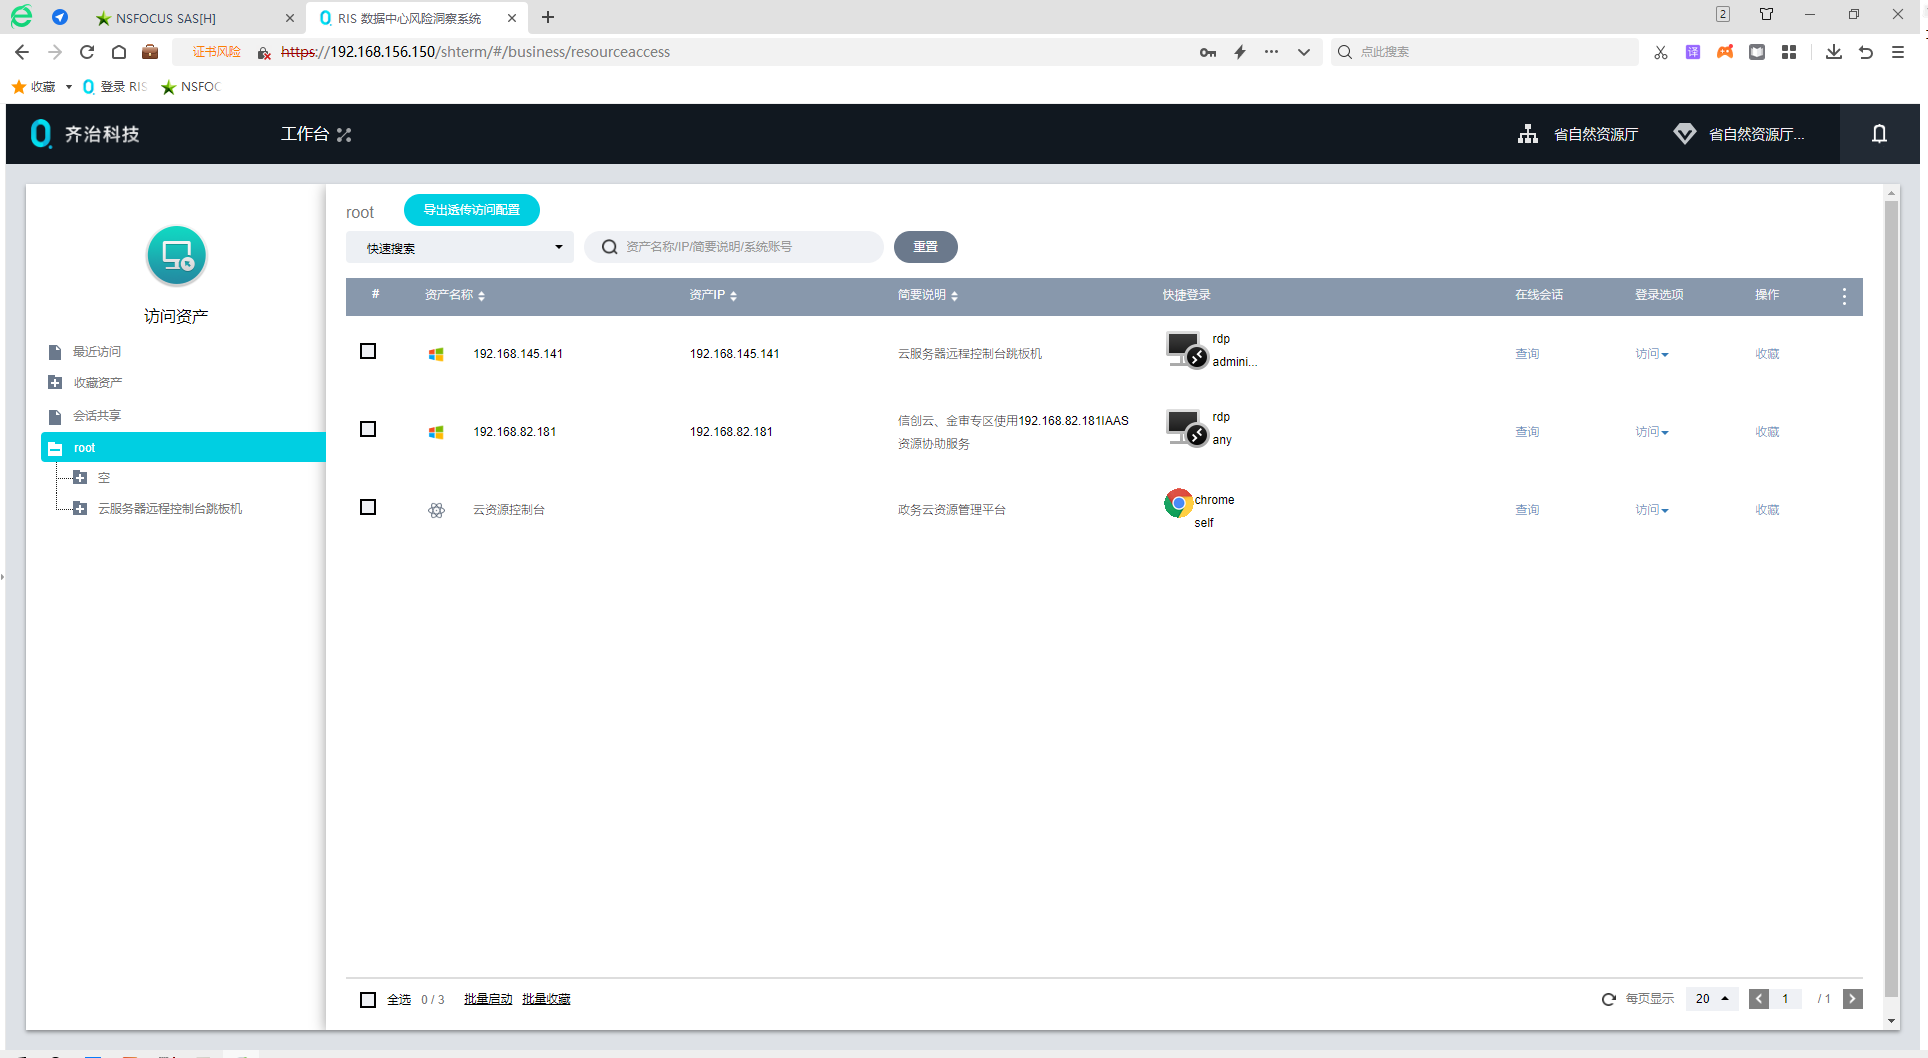 NSFOCUS SAS[H]
RIS 数据中心风险洞察系统
2
证书风险
https://192.168.156.150/shterm/#/business/resourceaccess
点此搜索
译
收藏
登录 RIS
NSFOC
齐治科技
工作台
省自然资源厅
省自然资源厅...
访问资产
最近访问
收藏资产
会话共享
root
空
云服务器远程控制台跳板机
root
导出透传访问配置
快速搜索
资产名称/IP/简要说明/系统账号
重置
# 资产名称 资产IP 简要说明 快捷登录 在线会话 登录选项 操作
192.168.145.141 192.168.145.141 云服务器远程控制台跳板机 rdp admini... 查询 访问 收藏
192.168.82.181 192.168.82.181 信创云、金审专区使用192.168.82.181IAAS
资源协助服务 rdp any 查询 访问 收藏
云资源控制台 政务云资源管理平台 chrome self 查询 访问 收藏
全选 0 / 3 批量启动 批量收藏
每页显示 20 1 / 1